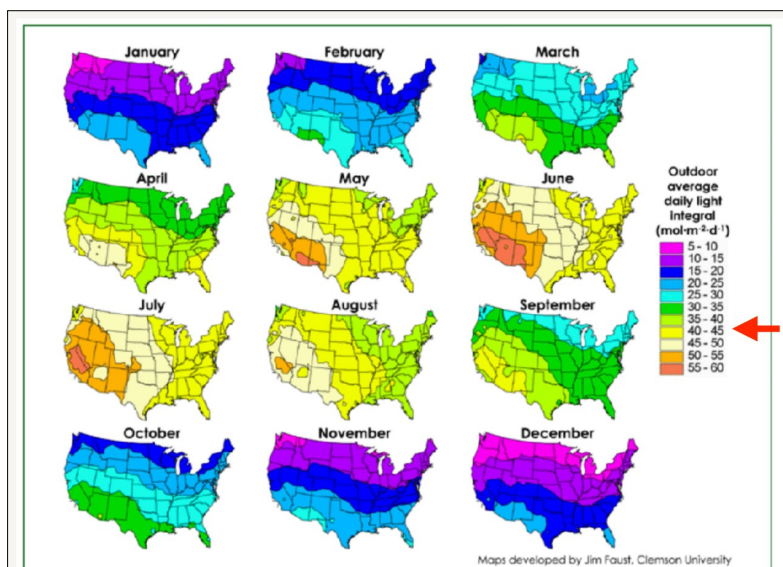 January
February
March
April
May
June
July
August
September
October
November
December
Outdoor
average
daily light
integral
(mol·m⁻²·d⁻¹)
5 - 10
10 - 15
15 - 20
20 - 25
25 - 30
30 - 35
35 - 40
40 - 45
45 - 50
50 - 55
55 - 60
Maps developed by Jim Faust, Clemson University